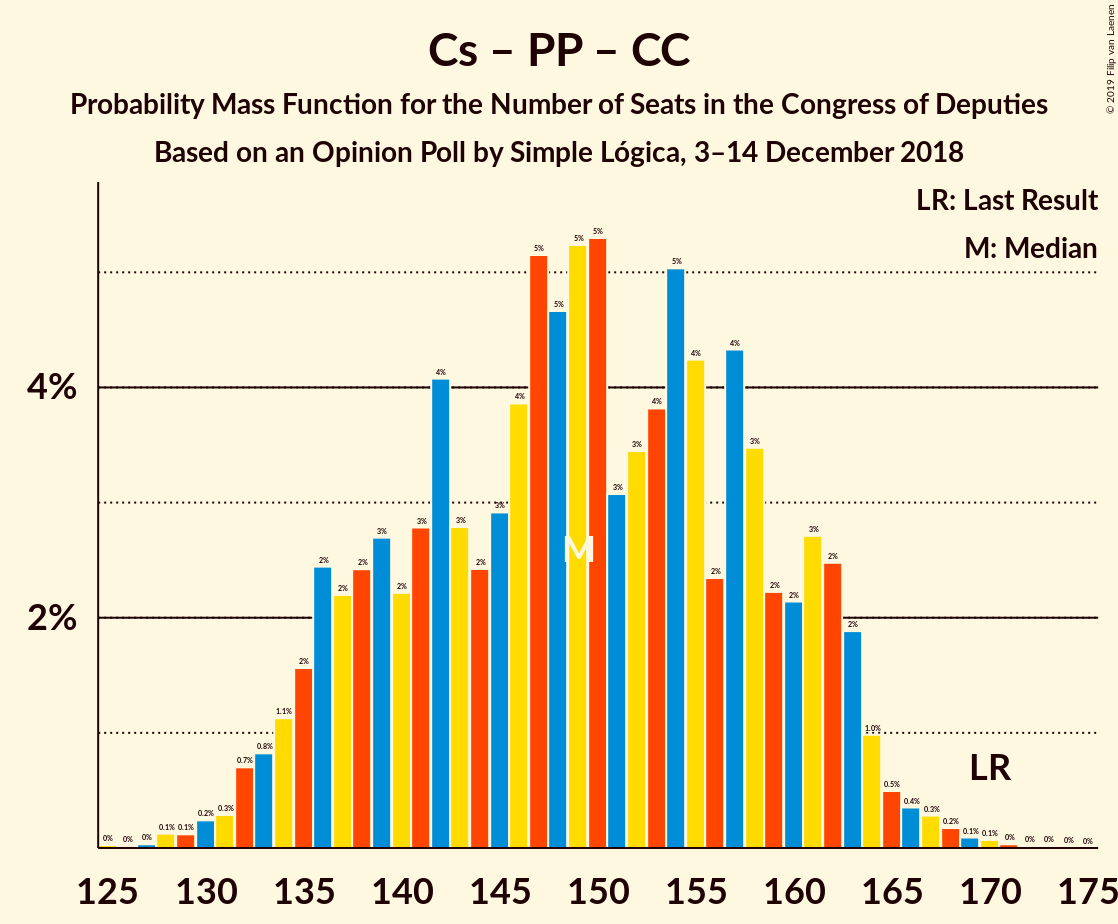 Cs – PP – CC
Probability Mass Function for the Number of Seats in the Congress of Deputies
Based on an Opinion Poll by Simple Lógica, 3–14 December 2018
© 2019 Filip van Laenen
LR: Last Result
M: Median
4%
2%
0% 0% 0% 0.1% 0.1% 0.2% 0.3% 0.7% 0.8% 1.1% 2% 2% 2% 2% 3% 2% 3% 4% 3% 2% 3% 4% 5% 5% 5% 5% 3% 3% 4% 5% 4% 2% 4% 3% 2% 2% 3% 2% 2% 1.0% 0.5% 0.4% 0.3% 0.2% 0.1% 0.1% 0% 0% 0% 0% 0%
M
LR
125 130 135 140 145 150 155 160 165 170 175